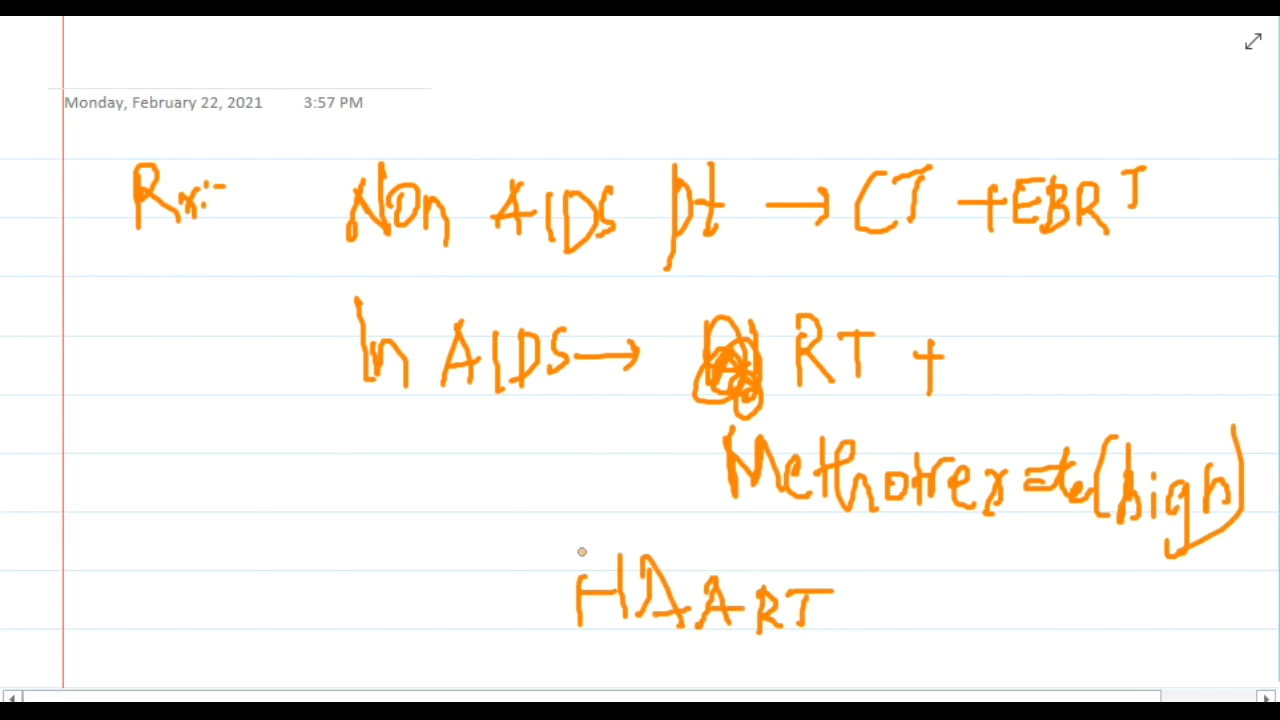 Monday, February 22, 2021 3:57 PM
Rx:- Non AIDS pt → CT + EBRT
In AIDS → RT +
Methotrexate (high)
HAART